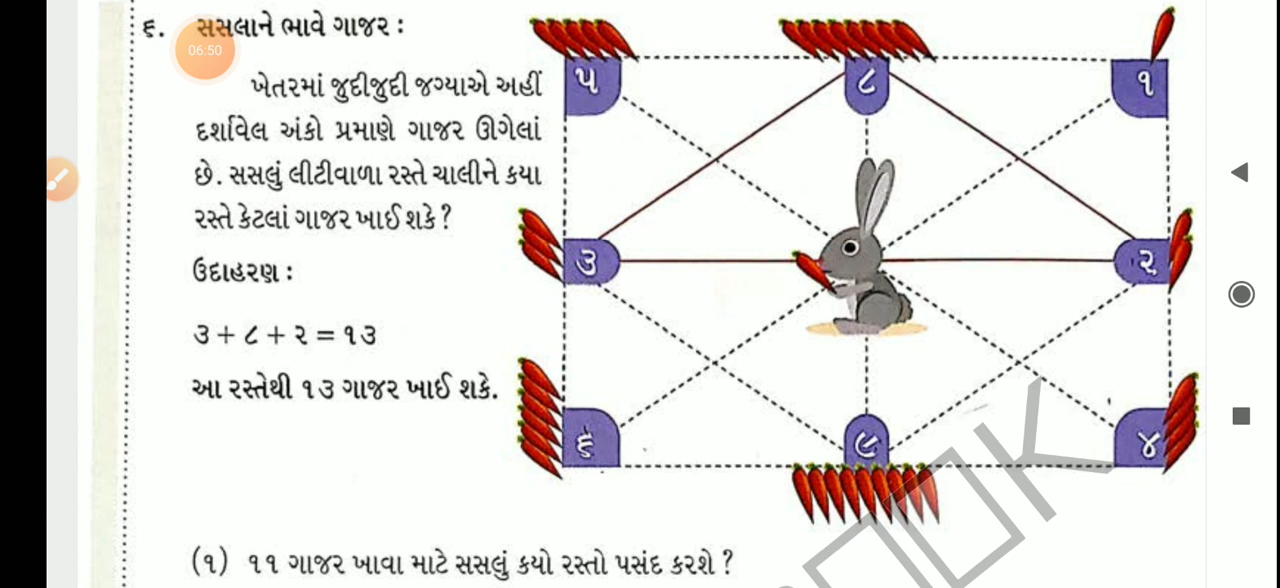 ૬. સસલાને ભાવે ગાજર :
06:50
ખેતરમાં જુદીજુદી જગ્યાએ અહીં
દર્શાવેલ અંકો પ્રમાણે ગાજર ઊગેલાં
છે. સસલું લીટીવાળા રસ્તે ચાલીને કયા
રસ્તે કેટલાં ગાજર ખાઈ શકે?
ઉદાહરણ :
૩ + ૮ + ૨ = ૧૩
આ રસ્તેથી ૧૩ ગાજર ખાઈ શકે.
૫ ૮ ૧
૩ ૨
૬ ૯ ૪
(૧) ૧૧ ગાજર ખાવા માટે સસલું કયો રસ્તો પસંદ કરશે ?